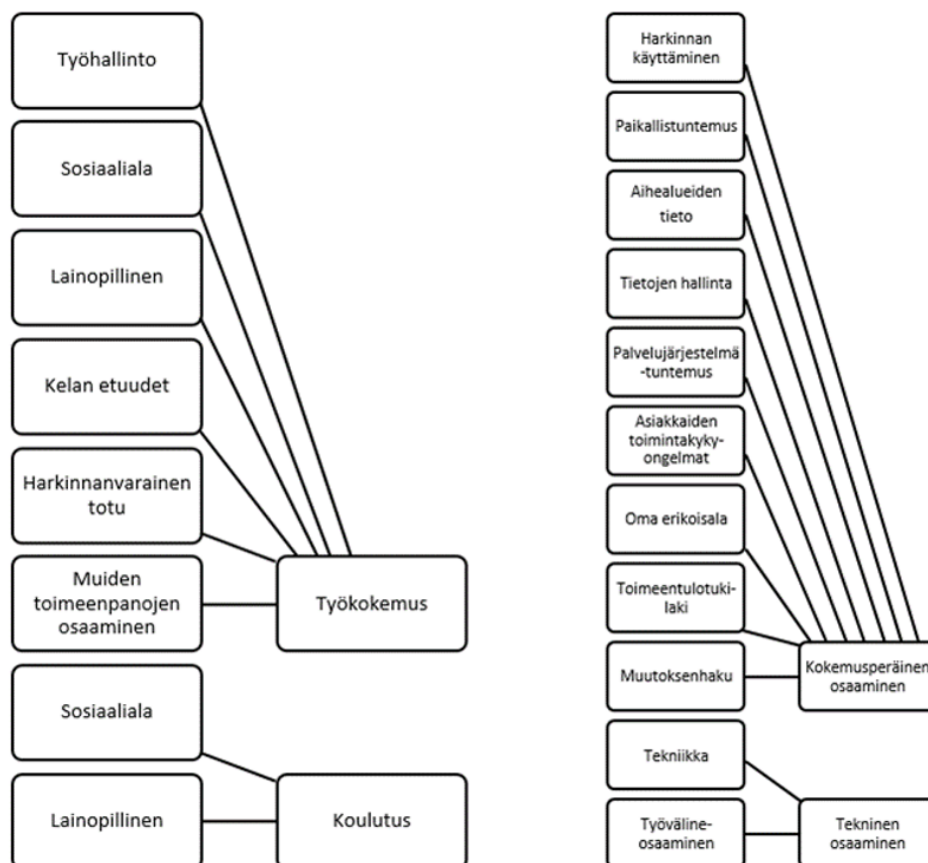 Työhallinto
Sosiaaliala
Lainopillinen
Kelan etuudet
Harkinnanvarainen
totu
Muiden
toimeenpanojen
osaaminen
Työkokemus
Sosiaaliala
Lainopillinen
Koulutus
Harkinnan
käyttäminen
Paikallistuntemus
Aihealueiden
tieto
Tietojen hallinta
Palvelujärjestelmä
-tuntemus
Asiakkaiden
toimintakyky-
ongelmat
Oma erikoisala
Toimeentulotuki-
laki
Muutoksenhaku
Kokemusperäinen
osaaminen
Tekniikka
Työväline-
osaaminen
Tekninen
osaaminen